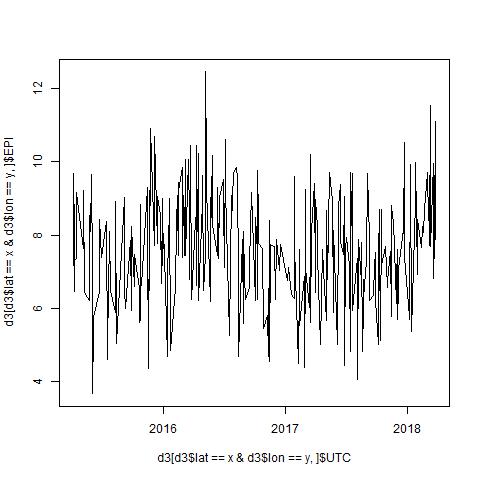 12
10
8
6
4
d3[d3$lat == x & d3$lon == y, ]$EPI
2016 2017 2018
d3[d3$lat == x & d3$lon == y, ]$UTC